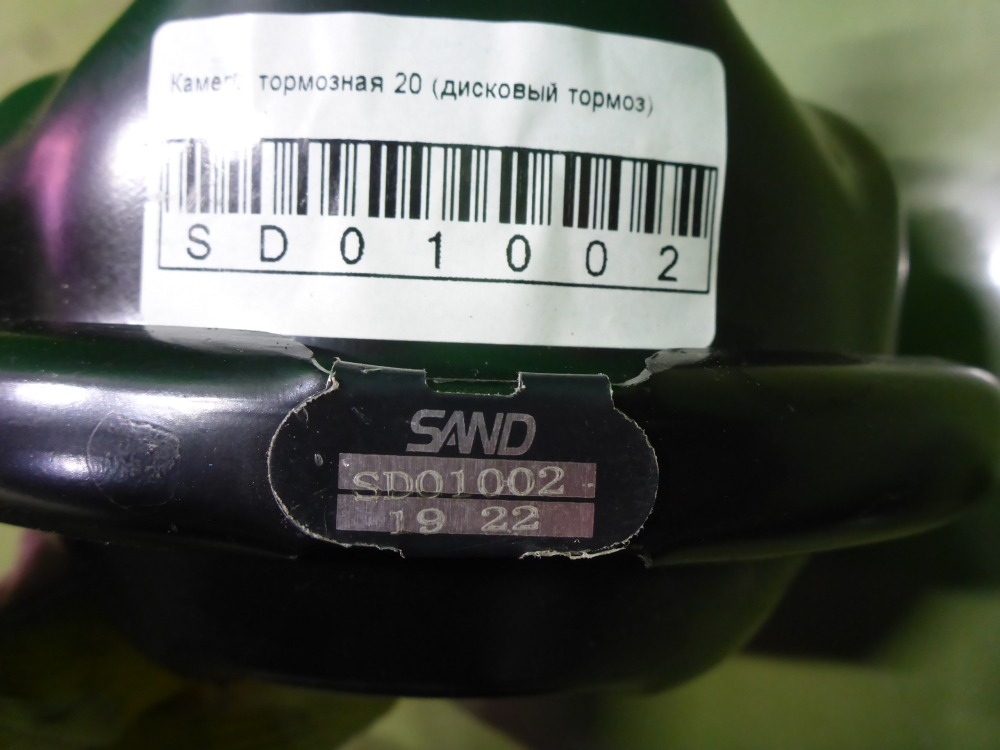 Камера тормозная 20 (дисковый тормоз)
SD01002
SAND
SD01002
19 22